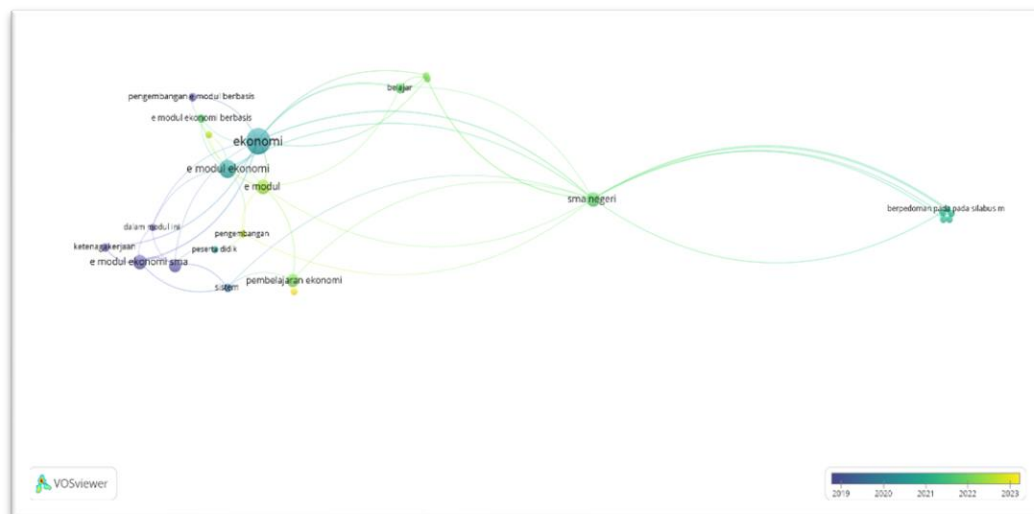 belajar
pengembangan e modul berbasis
e modul ekonomi berbasis
ekonomi
e modul ekonomi
e modul
sma negeri
berpedoman pada pada silabus m
dalam modul ini
pengembangan
ketenagakerjaan
peserta didik
e modul ekonomi sma
pembelajaran ekonomi
sistem
VOSviewer
2019 2020 2021 2022 2023